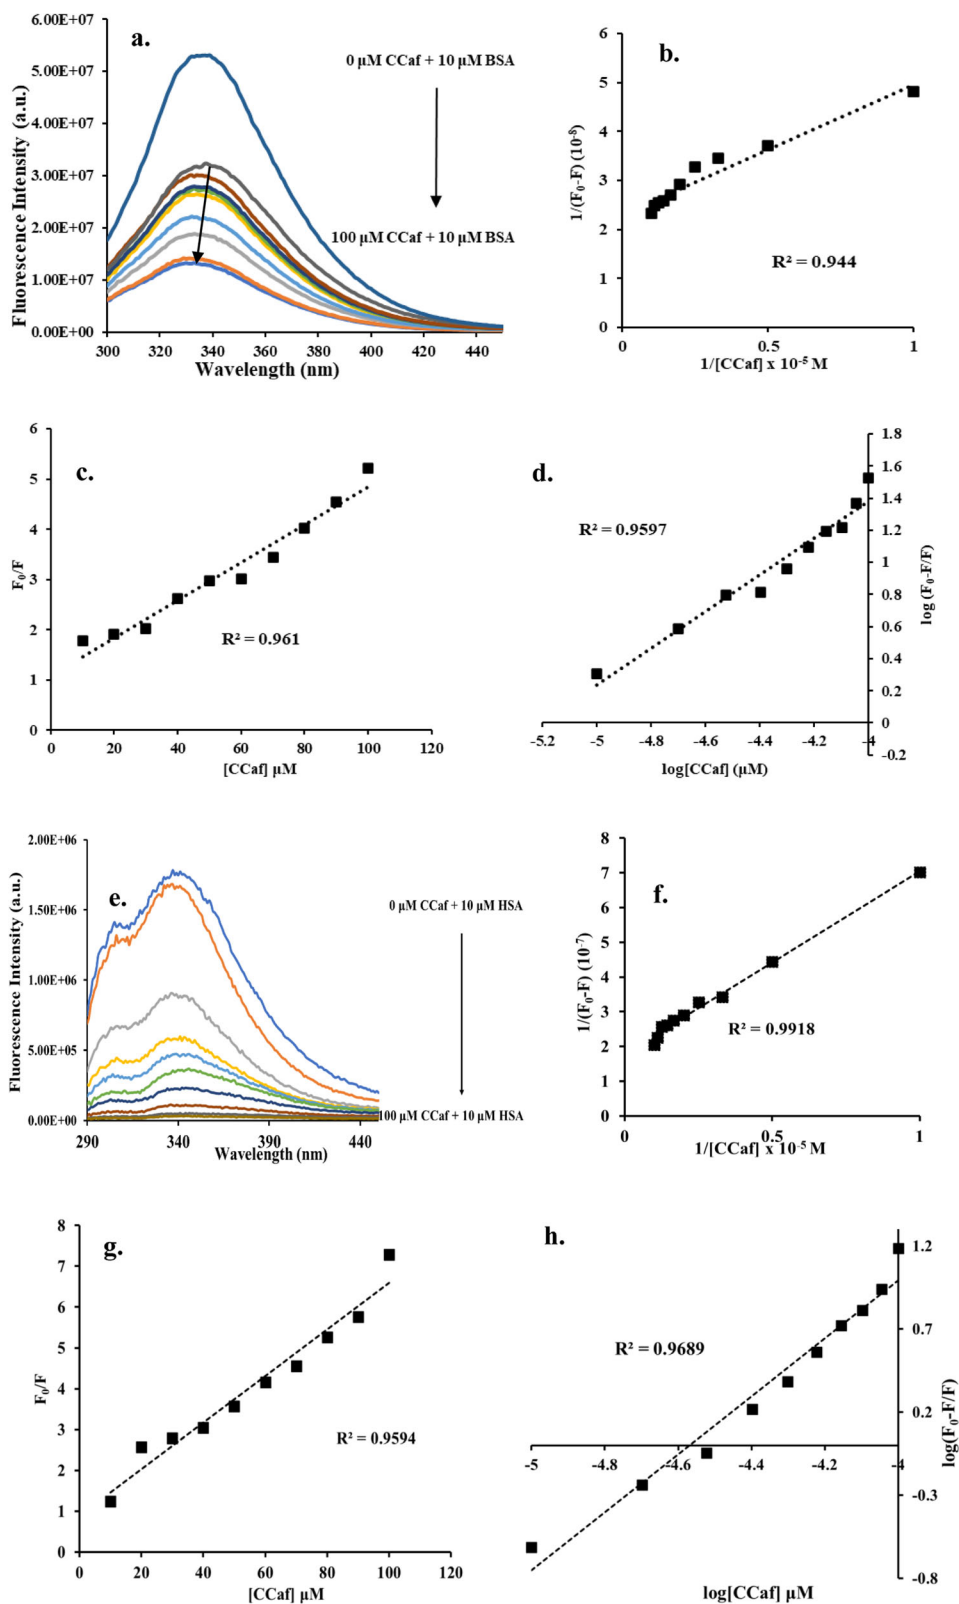 a.
6.00E+07
5.00E+07
4.00E+07
3.00E+07
2.00E+07
1.00E+07
0.00E+00
Fluorescence Intensity (a.u.)
0 µM CCaf + 10 µM BSA
100 µM CCaf + 10 µM BSA
300 320 340 360 380 400 420 440
Wavelength (nm)
b.
6
5
4
3
2
1
0
1/(F₀-F) (10⁻⁸)
R² = 0.944
0 0.5 1
1/[CCaf] x 10⁻⁵ M
c.
6
5
4
3
2
1
0
F₀/F
R² = 0.961
0 20 40 60 80 100 120
[CCaf] µM
d.
1.8
1.6
1.4
1.2
1
0.8
0.6
0.4
0.2
0
-0.2
log (F₀-F/F)
R² = 0.9597
-5.2 -5 -4.8 -4.6 -4.4 -4.2 -4
log[CCaf] (µM)
e.
2.00E+06
1.50E+06
1.00E+06
5.00E+05
0.00E+00
Fluorescence Intensity (a.u.)
0 µM CCaf + 10 µM HSA
100 µM CCaf + 10 µM HSA
290 340 390 440
Wavelength (nm)
f.
8
7
6
5
4
3
2
1
0
1/(F₀-F) (10⁻⁷)
R² = 0.9918
0 0.5 1
1/[CCaf] x 10⁻⁵ M
g.
8
7
6
5
4
3
2
1
0
F₀/F
R² = 0.9594
0 20 40 60 80 100 120
[CCaf] µM
h.
1.2
0.7
0.2
-0.3
-0.8
log(F₀-F/F)
R² = 0.9689
-5 -4.8 -4.6 -4.4 -4.2 -4
log[CCaf] µM